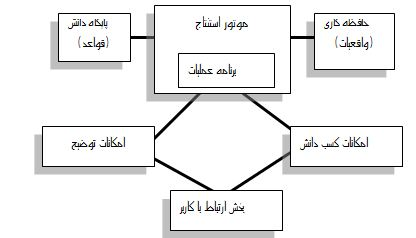 حافظه کاری
(واقعیات)
موتور استنتاج
برنامه عملیات
پایگاه دانش
(قواعد)
امکانات کسب دانش
امکانات توضیح
بخش ارتباط با کاربر